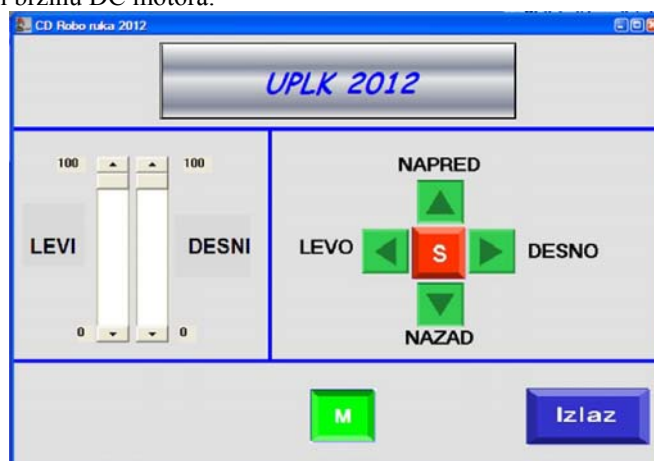 i brzinu DC motora.
CD Robo ruka 2012
UPLK 2012
100
100
LEVI
DESNI
0
0
NAPRED
LEVO
S
DESNO
NAZAD
M
Izlaz